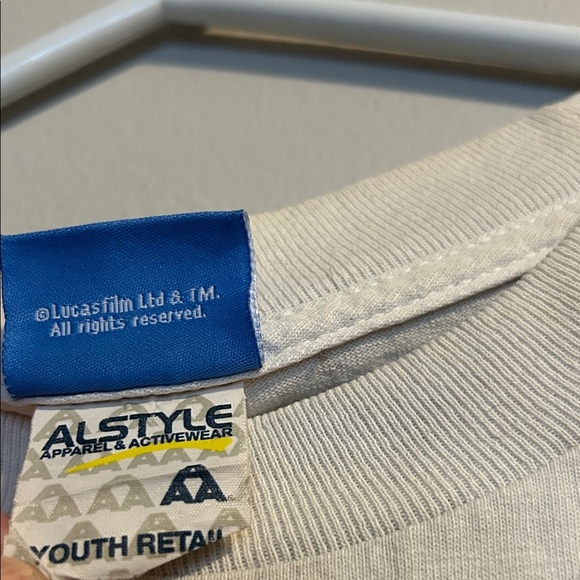 ©Lucasfilm Ltd & TM.
All rights reserved.
ALSTYLE
APPAREL & ACTIVEWEAR
AA
YOUTH RETAIL